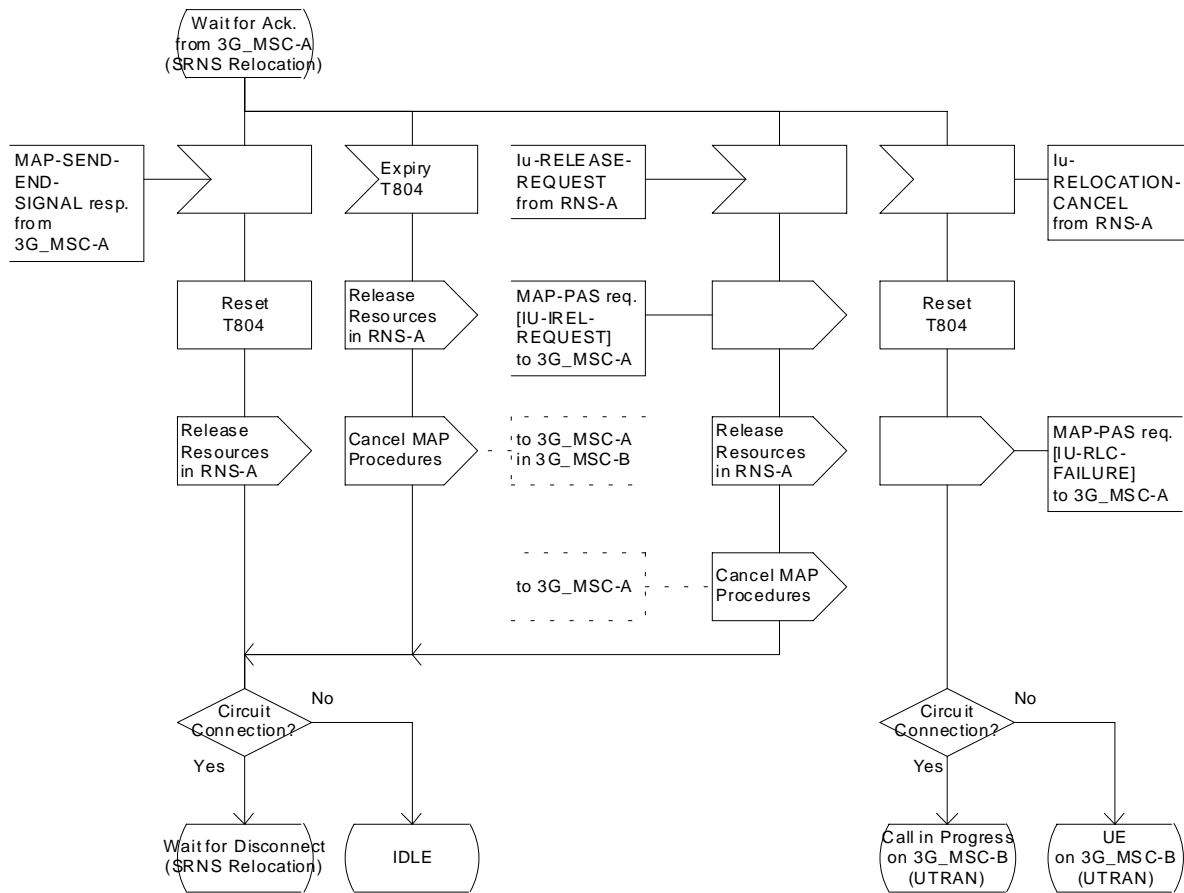 Wait for Ack.
from 3G_MSC-A
(SRNS Relocation)
MAP-SEND-
END-
SIGNAL resp.
from
3G_MSC-A
Expiry
T804
Iu-RELEASE-
REQUEST
from RNS-A
Iu-
RELOCATION-
CANCEL
from RNS-A
Reset
T804
Release
Resources
in RNS-A
MAP-PAS req.
[IU-IREL-
REQUEST]
to 3G_MSC-A
Reset
T804
Release
Resources
in RNS-A
Cancel MAP
Procedures
to 3G_MSC-A
in 3G_MSC-B
Release
Resources
in RNS-A
MAP-PAS req.
[IU-RLC-
FAILURE]
to 3G_MSC-A
to 3G_MSC-A
Cancel MAP
Procedures
Circuit
Connection?
No
Yes
Circuit
Connection?
No
Yes
Wait for Disconnect
(SRNS Relocation)
IDLE
Call in Progress
on 3G_MSC-B
(UTRAN)
UE
on 3G_MSC-B
(UTRAN)